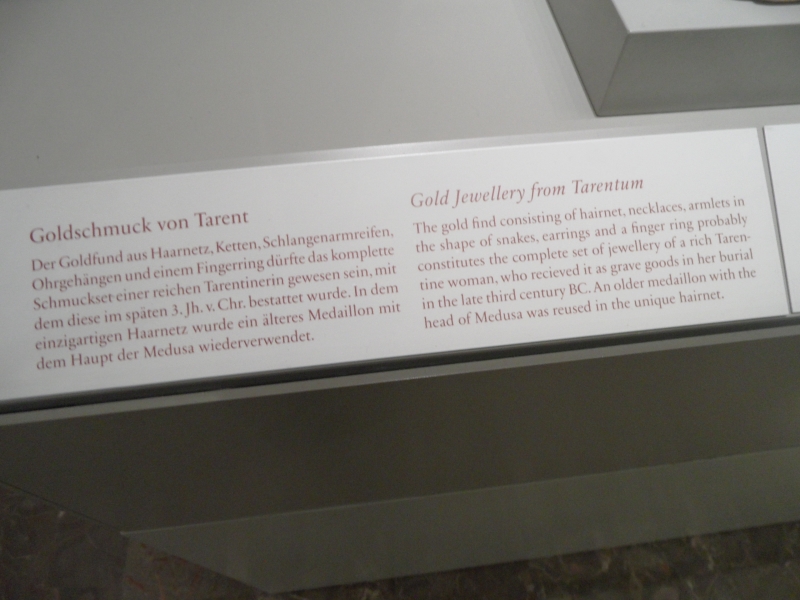 Goldschmuck von Tarent
Der Goldfund aus Haarnetz, Ketten, Schlangenarmreifen,
Ohrgehängen und einem Fingerring dürfte das komplette
Schmuckset einer reichen Tarentinerin gewesen sein, mit
dem diese im späten 3. Jh. v. Chr. bestattet wurde. In dem
einzigartigen Haarnetz wurde ein älteres Medaillon mit
dem Haupt der Medusa wiederverwendet.
Gold Jewellery from Tarentum
The gold find consisting of hairnet, necklaces, armlets in
the shape of snakes, earrings and a finger ring probably
constitutes the complete set of jewellery of a rich Taren-
tine woman, who recieved it as grave goods in her burial
in the late third century BC. An older medaillon with the
head of Medusa was reused in the unique hairnet.